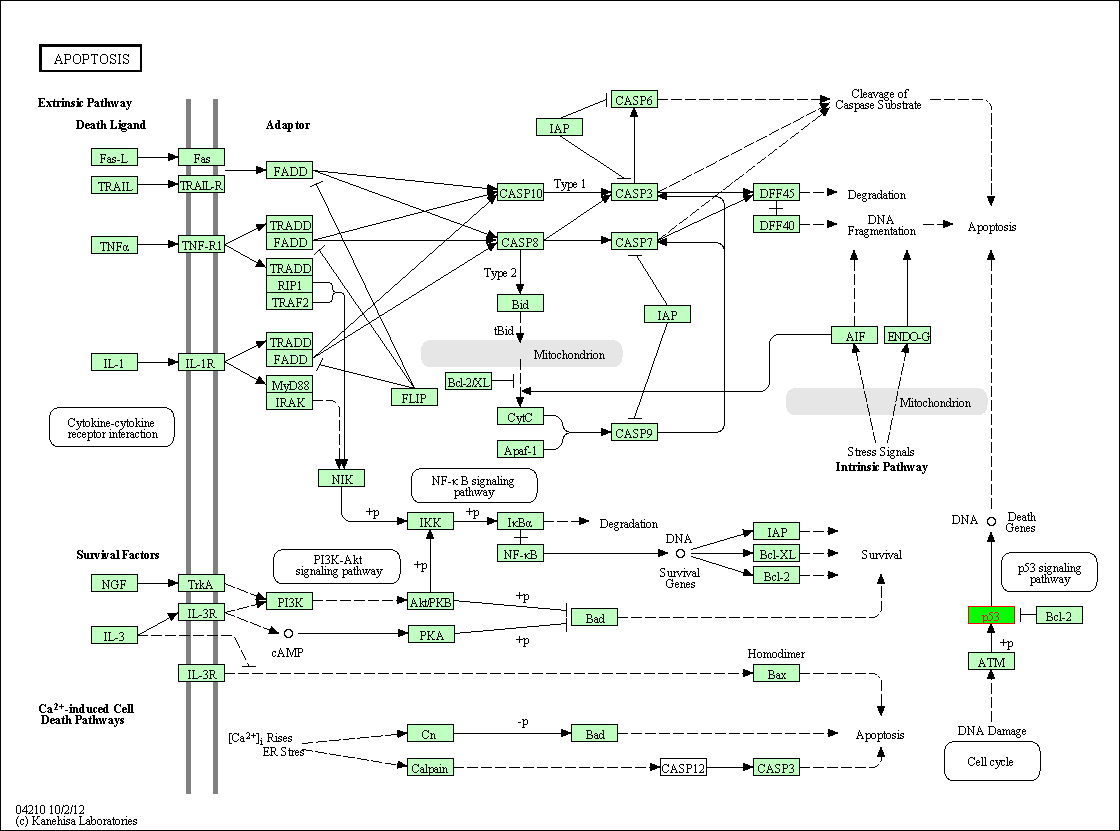 APOPTOSIS
Extrinsic Pathway
Death Ligand
Adaptor
Fas-L
Fas
FADD
TRAIL
TRAIL-R
TNFα
TNF-R1
TRADD
FADD
TRADD
RIP1
TRAF2
IL-1
IL-1R
TRADD
FADD
MyD88
IRAK
FLIP
CASP6
IAP
CASP10
Type 1
CASP3
CASP8
CASP7
Type 2
Bid
tBid
Mitochondrion
Bcl-2/XL
CytC
Apaf-1
CASP9
IAP
Cleavage of
Caspase Substrate
DFF45
Degradation
DFF40
DNA
Fragmentation
Apoptosis
AIF
ENDO-G
Mitochondrion
Stress Signals
Intrinsic Pathway
Cytokine-cytokine
receptor interaction
NIK
NF-κ B signaling
pathway
+p
IKK
+p
IκBα
Degradation
NF-κB
DNA
Survival
Genes
IAP
Bcl-XL
Bcl-2
Survival
DNA
Death
Genes
p53 signaling
pathway
Survival Factors
PI3K-Akt
signaling pathway
+p
NGF
TrkA
PI3K
Akt/PKB
+p
IL-3R
Bad
IL-3
cAMP
PKA
+p
p53
Bcl-2
+p
ATM
IL-3R
Homodimer
Bax
DNA Damage
Cell cycle
Ca2+-induced Cell
Death Pathways
[Ca2+]i Rises
ER Stres
Cn
-p
Bad
Apoptosis
Calpain
CASP12
CASP3
04210 10/2/12
(c) Kanehisa Laboratories